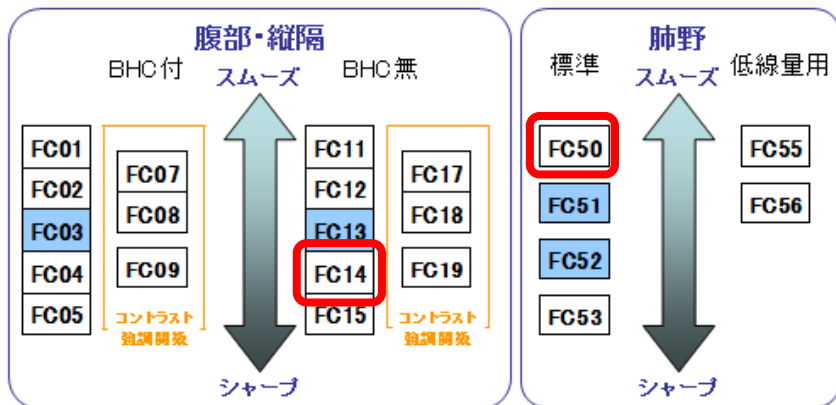 腹部・縦隔
BHC付
スムーズ
BHC無
FC01
FC02
FC03
FC04
FC05
FC07
FC08
FC09
コントラスト
強調関数
FC11
FC12
FC13
FC14
FC15
FC17
FC18
FC19
コントラスト
強調関数
シャープ
肺野
標準
スムーズ
低線量用
FC50
FC51
FC52
FC53
FC55
FC56
シャープ